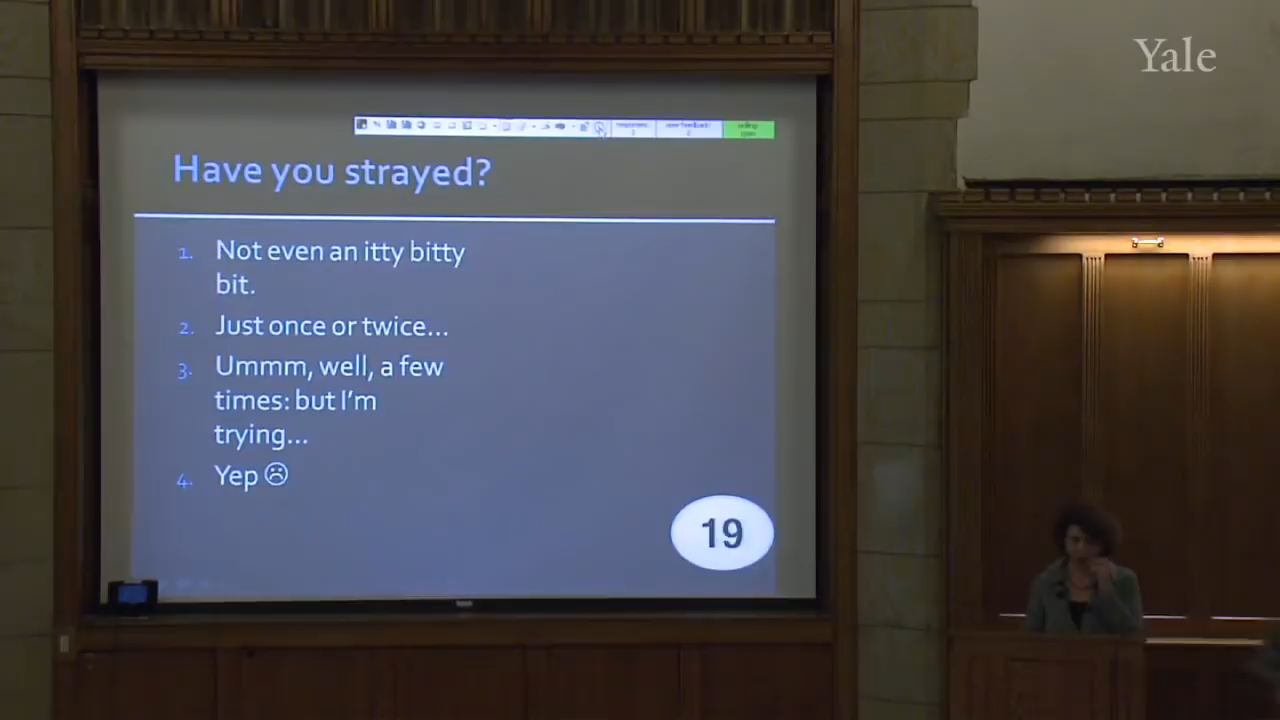 Yale
Have you strayed?
1. Not even an itty bitty
bit.
2. Just once or twice...
3. Ummm, well, a few
times: but I'm
trying...
4. Yep ☹
19